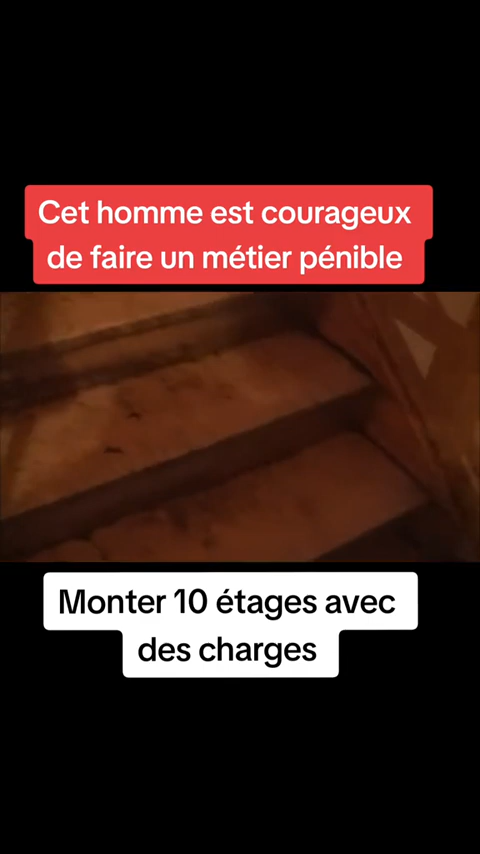 Cet homme est courageux
de faire un métier pénible
Monter 10 étages avec
des charges